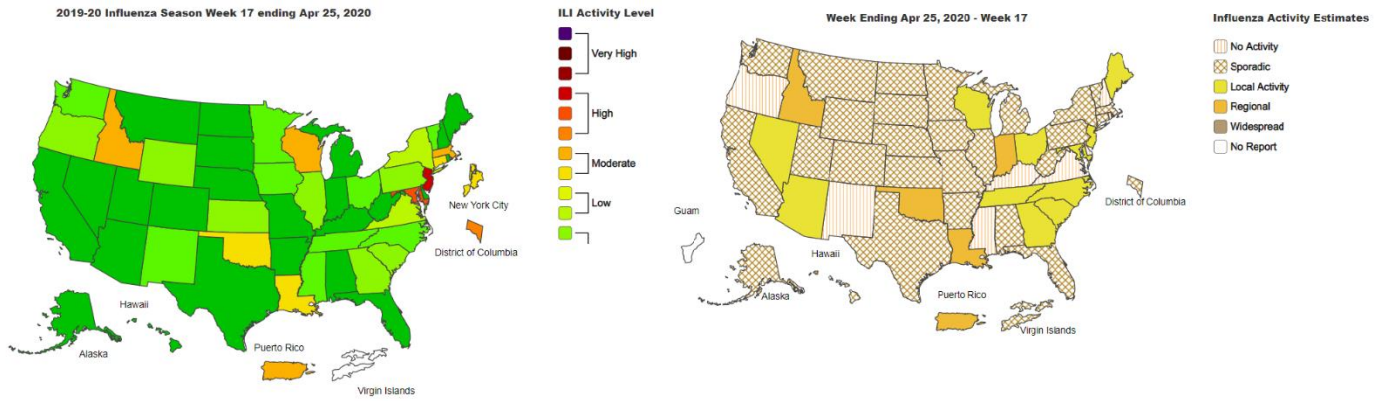 2019-20 Influenza Season Week 17 ending Apr 25, 2020
ILI Activity Level
Very High
High
Moderate
Low
New York City
District of Columbia
Hawaii
Alaska
Puerto Rico
Virgin Islands
Week Ending Apr 25, 2020 - Week 17
Influenza Activity Estimates
No Activity
Sporadic
Local Activity
Regional
Widespread
No Report
District of Columbia
Guam
Hawaii
Alaska
Puerto Rico
Virgin Islands